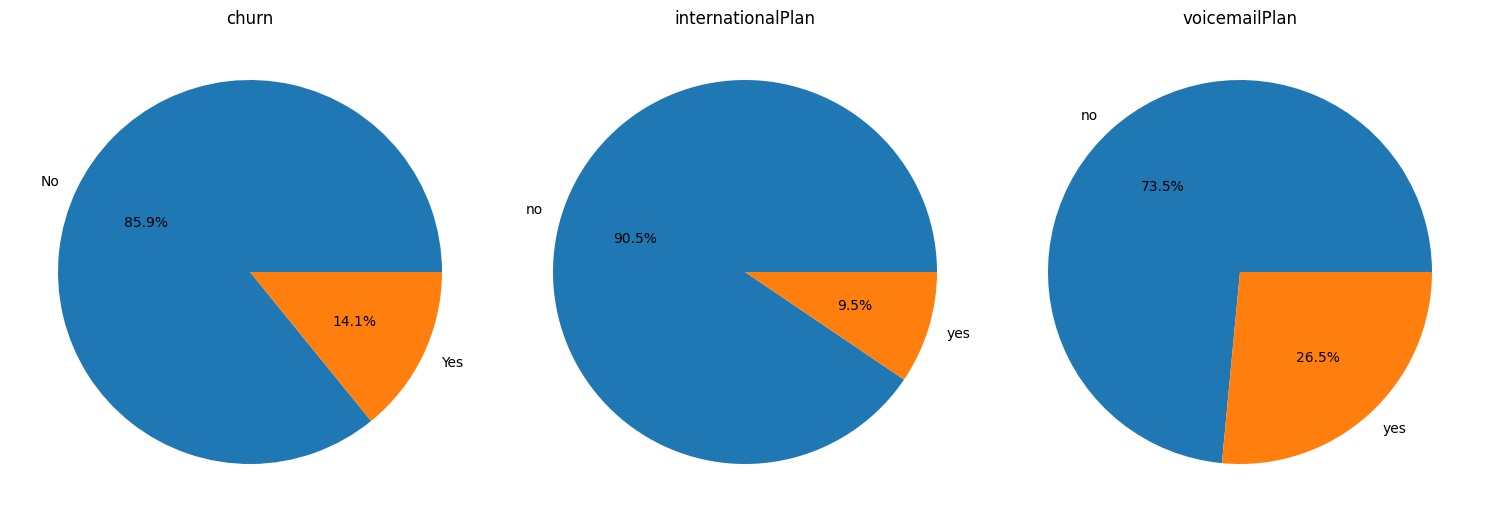 churn
No
85.9%
14.1%
Yes
internationalPlan
no
90.5%
9.5%
yes
voicemailPlan
no
73.5%
26.5%
yes